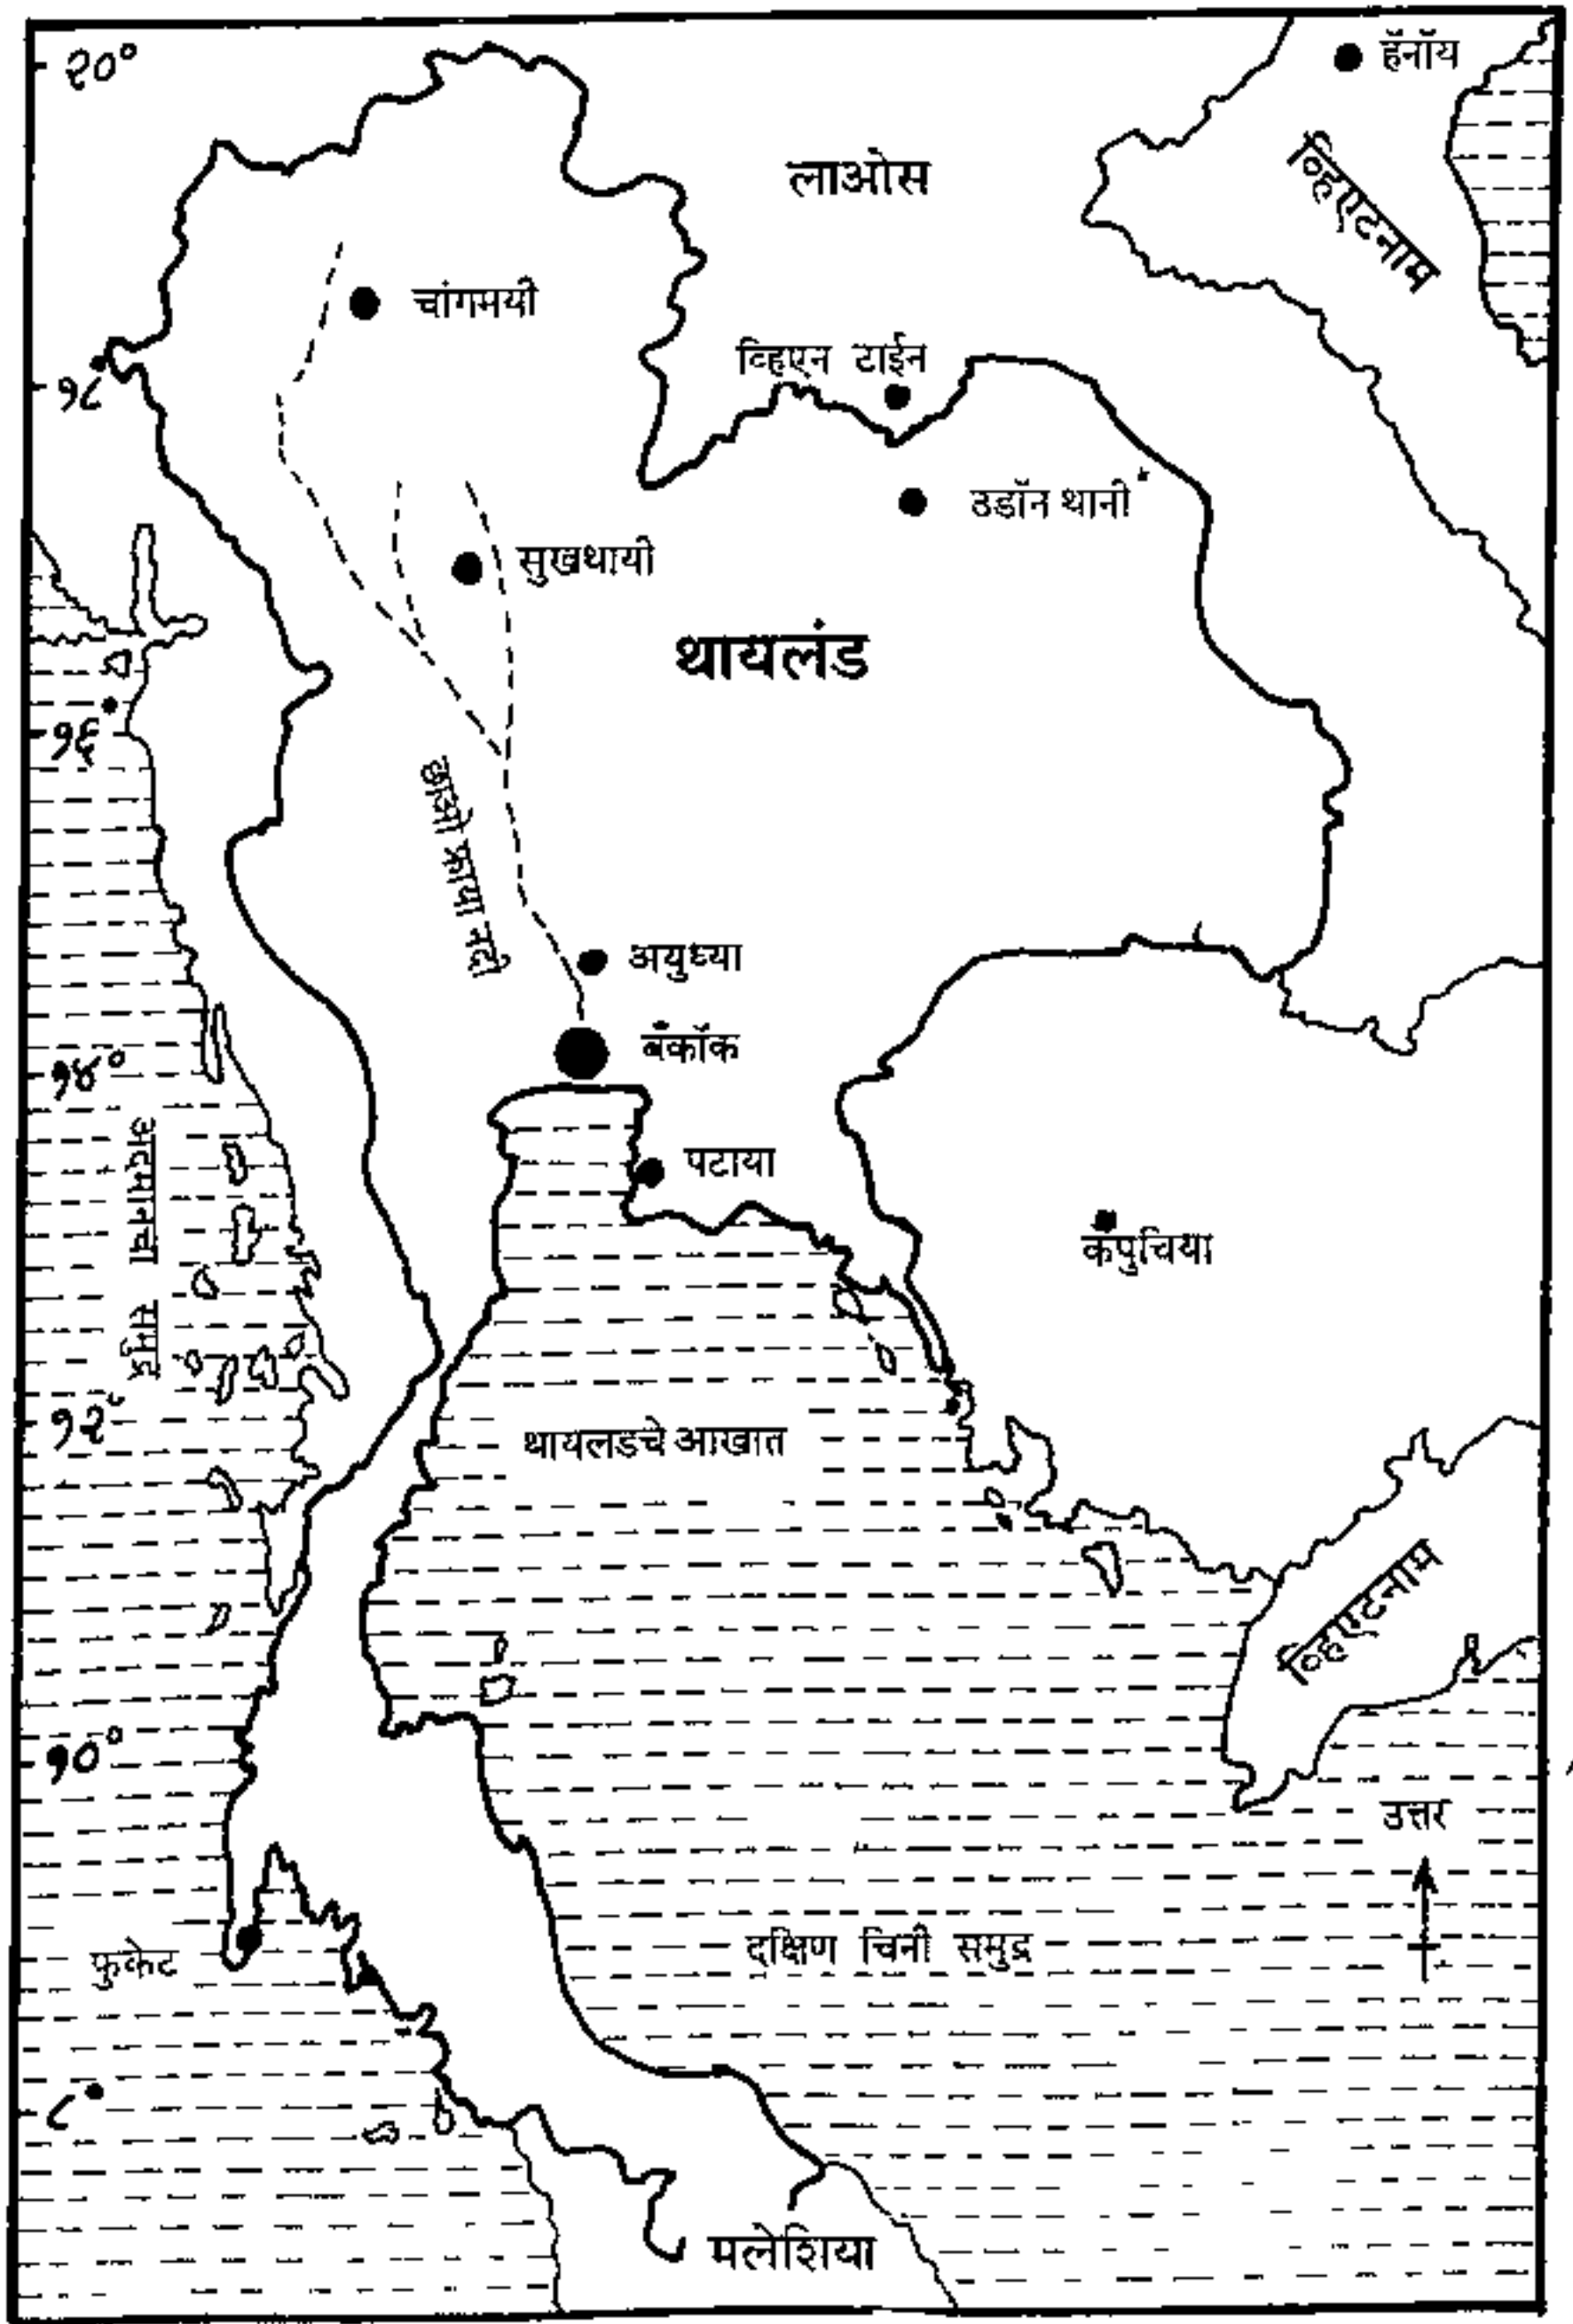 २०°
हॅनॉय
लाओस
व्हिएटनाम
चांगमयी
व्हिएन टाईन
१८°
उडॉन थानी
सुखथायी
थायलंड
१६°
छाओ फ्राया नदी
अयुध्या
बँकॉक
१४°
अंदमानचा समुद्र
पटाया
कंपुचिया
१२°
थायलडचे आखात
व्हिएटनाम
१०°
उत्तर
फुकेट
दक्षिण चिनी समुद्र
८°
मलेशिया